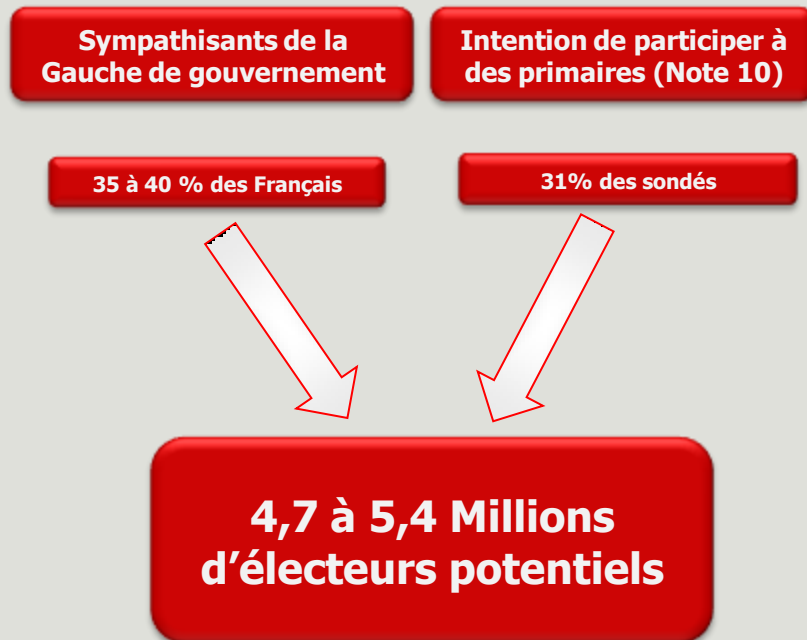 Sympathisants de la
Gauche de gouvernement
Intention de participer à
des primaires (Note 10)
35 à 40 % des Français
31% des sondés
4,7 à 5,4 Millions
d’électeurs potentiels